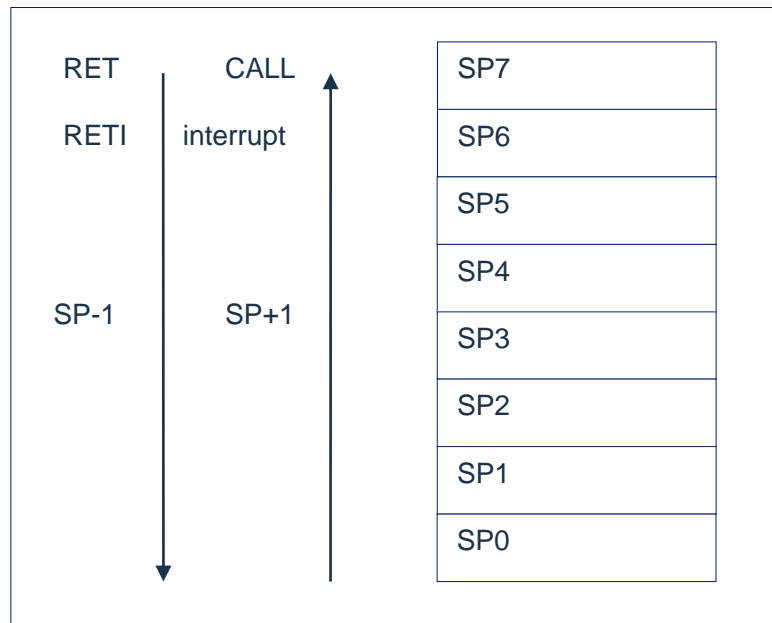 RET CALL SP7
RETI interrupt SP6
SP5
SP4
SP-1 SP+1 SP3
SP2
SP1
SP0